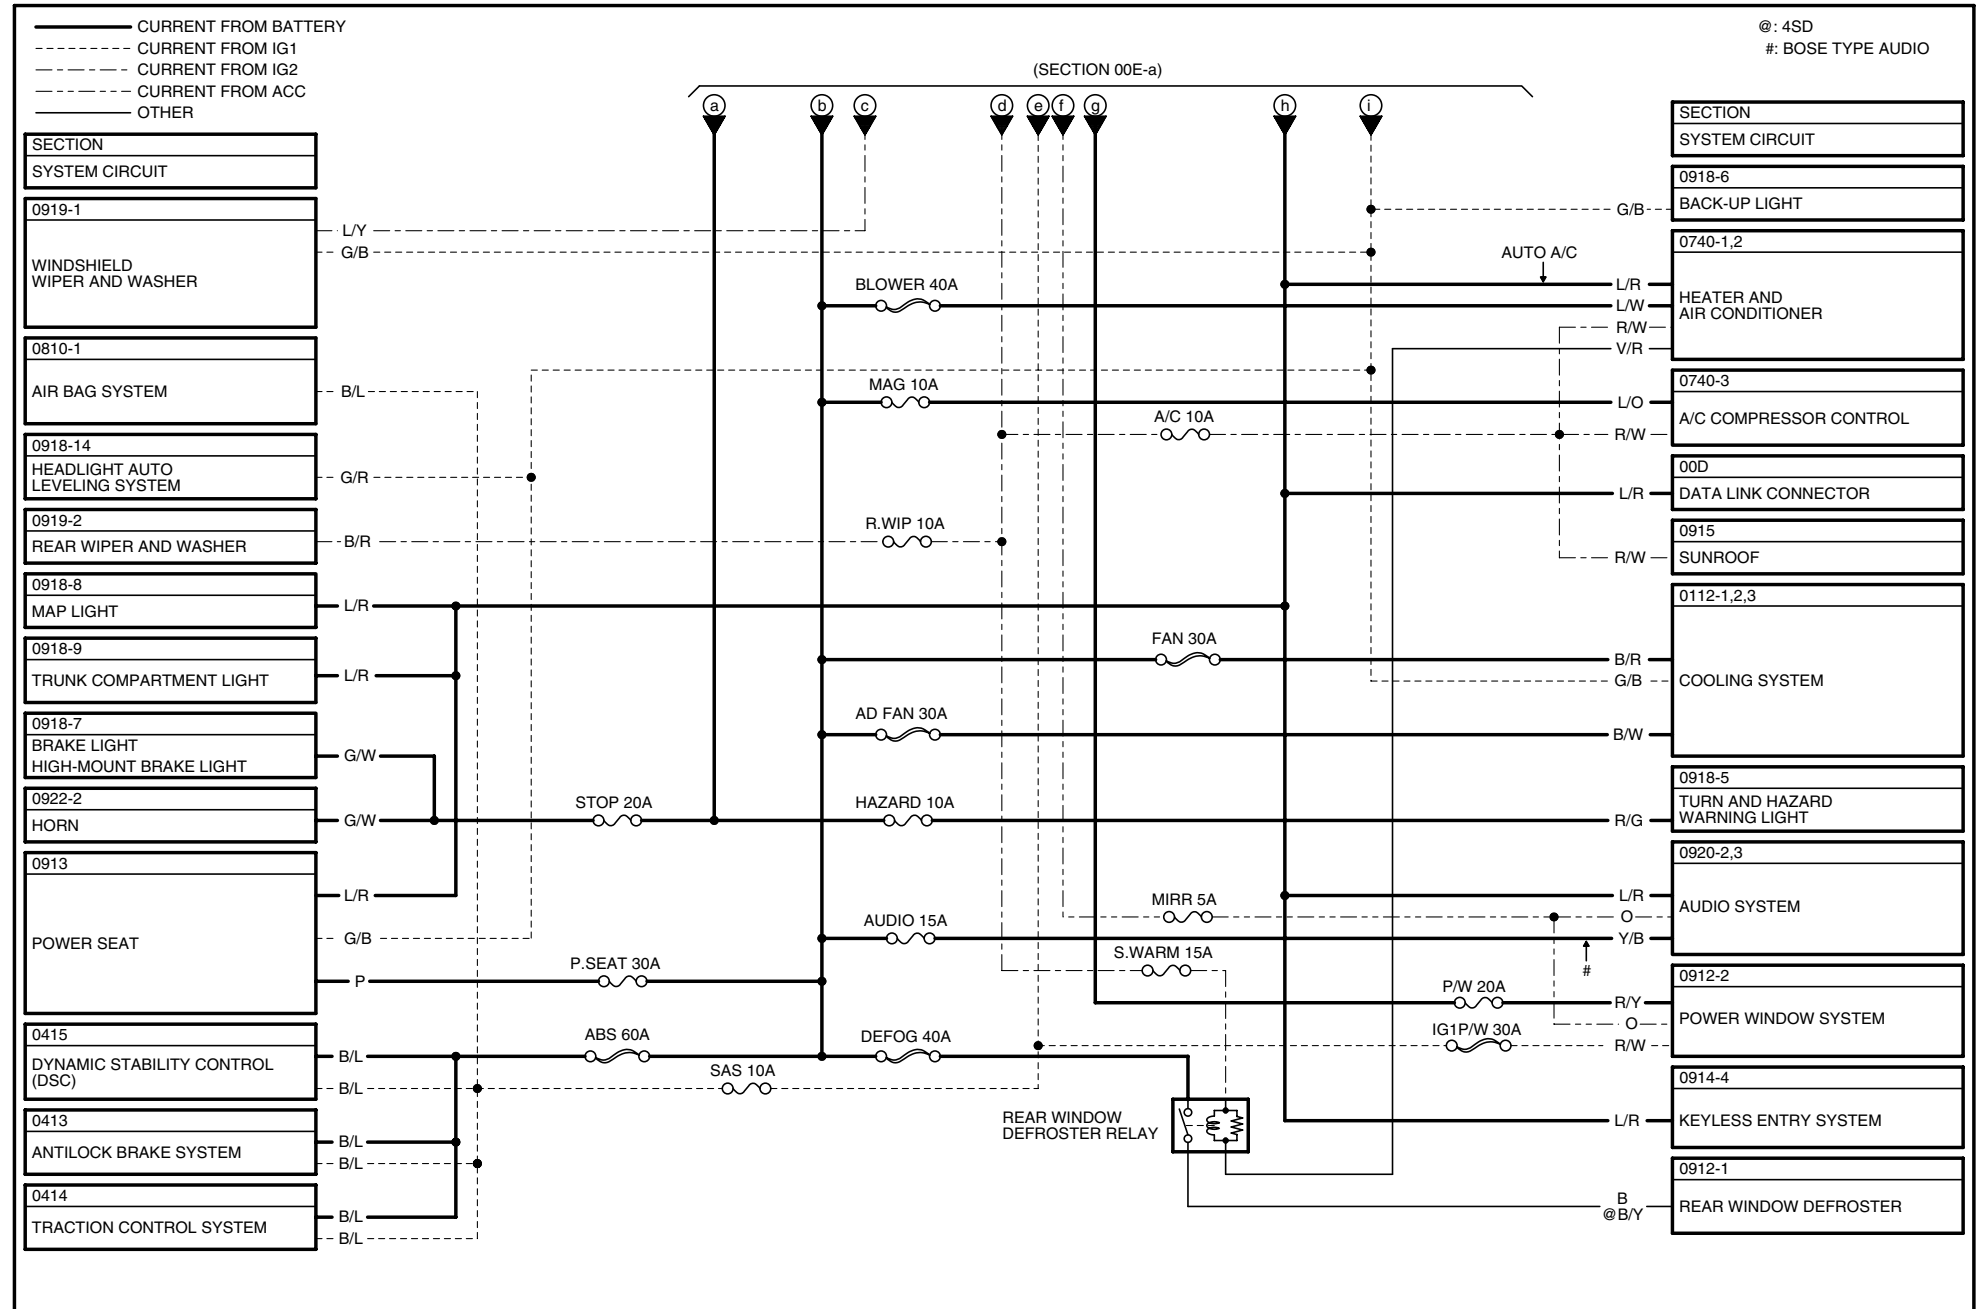 CURRENT FROM BATTERY
CURRENT FROM IG1
CURRENT FROM IG2
CURRENT FROM ACC
OTHER
@: 4SD
#: BOSE TYPE AUDIO
(SECTION 00E-a)
a
b
c
d
e
f
g
h
i
SECTION
SYSTEM CIRCUIT
0919-1
WINDSHIELD
WIPER AND WASHER
L/Y
G/B
0810-1
AIR BAG SYSTEM
B/L
0918-14
HEADLIGHT AUTO
LEVELING SYSTEM
G/R
0919-2
REAR WIPER AND WASHER
B/R
0918-8
MAP LIGHT
L/R
0918-9
TRUNK COMPARTMENT LIGHT
L/R
0918-7
BRAKE LIGHT
HIGH-MOUNT BRAKE LIGHT
G/W
0922-2
HORN
G/W
0913
POWER SEAT
L/R
G/B
P
0415
DYNAMIC STABILITY CONTROL
(DSC)
B/L
B/L
0413
ANTILOCK BRAKE SYSTEM
B/L
B/L
0414
TRACTION CONTROL SYSTEM
B/L
B/L
BLOWER 40A
MAG 10A
A/C 10A
R.WIP 10A
FAN 30A
AD FAN 30A
STOP 20A
HAZARD 10A
MIRR 5A
AUDIO 15A
S.WARM 15A
P.SEAT 30A
P/W 20A
IG1P/W 30A
ABS 60A
DEFOG 40A
SAS 10A
REAR WINDOW
DEFROSTER RELAY
AUTO A/C
#
SECTION
SYSTEM CIRCUIT
0918-6
G/B
BACK-UP LIGHT
0740-1,2
L/R
L/W
R/W
V/R
HEATER AND
AIR CONDITIONER
0740-3
L/O
R/W
A/C COMPRESSOR CONTROL
00D
L/R
DATA LINK CONNECTOR
0915
R/W
SUNROOF
0112-1,2,3
B/R
G/B
B/W
COOLING SYSTEM
0918-5
R/G
TURN AND HAZARD
WARNING LIGHT
0920-2,3
L/R
O
Y/B
AUDIO SYSTEM
0912-2
R/Y
O
R/W
POWER WINDOW SYSTEM
0914-4
L/R
KEYLESS ENTRY SYSTEM
0912-1
B
@B/Y
REAR WINDOW DEFROSTER